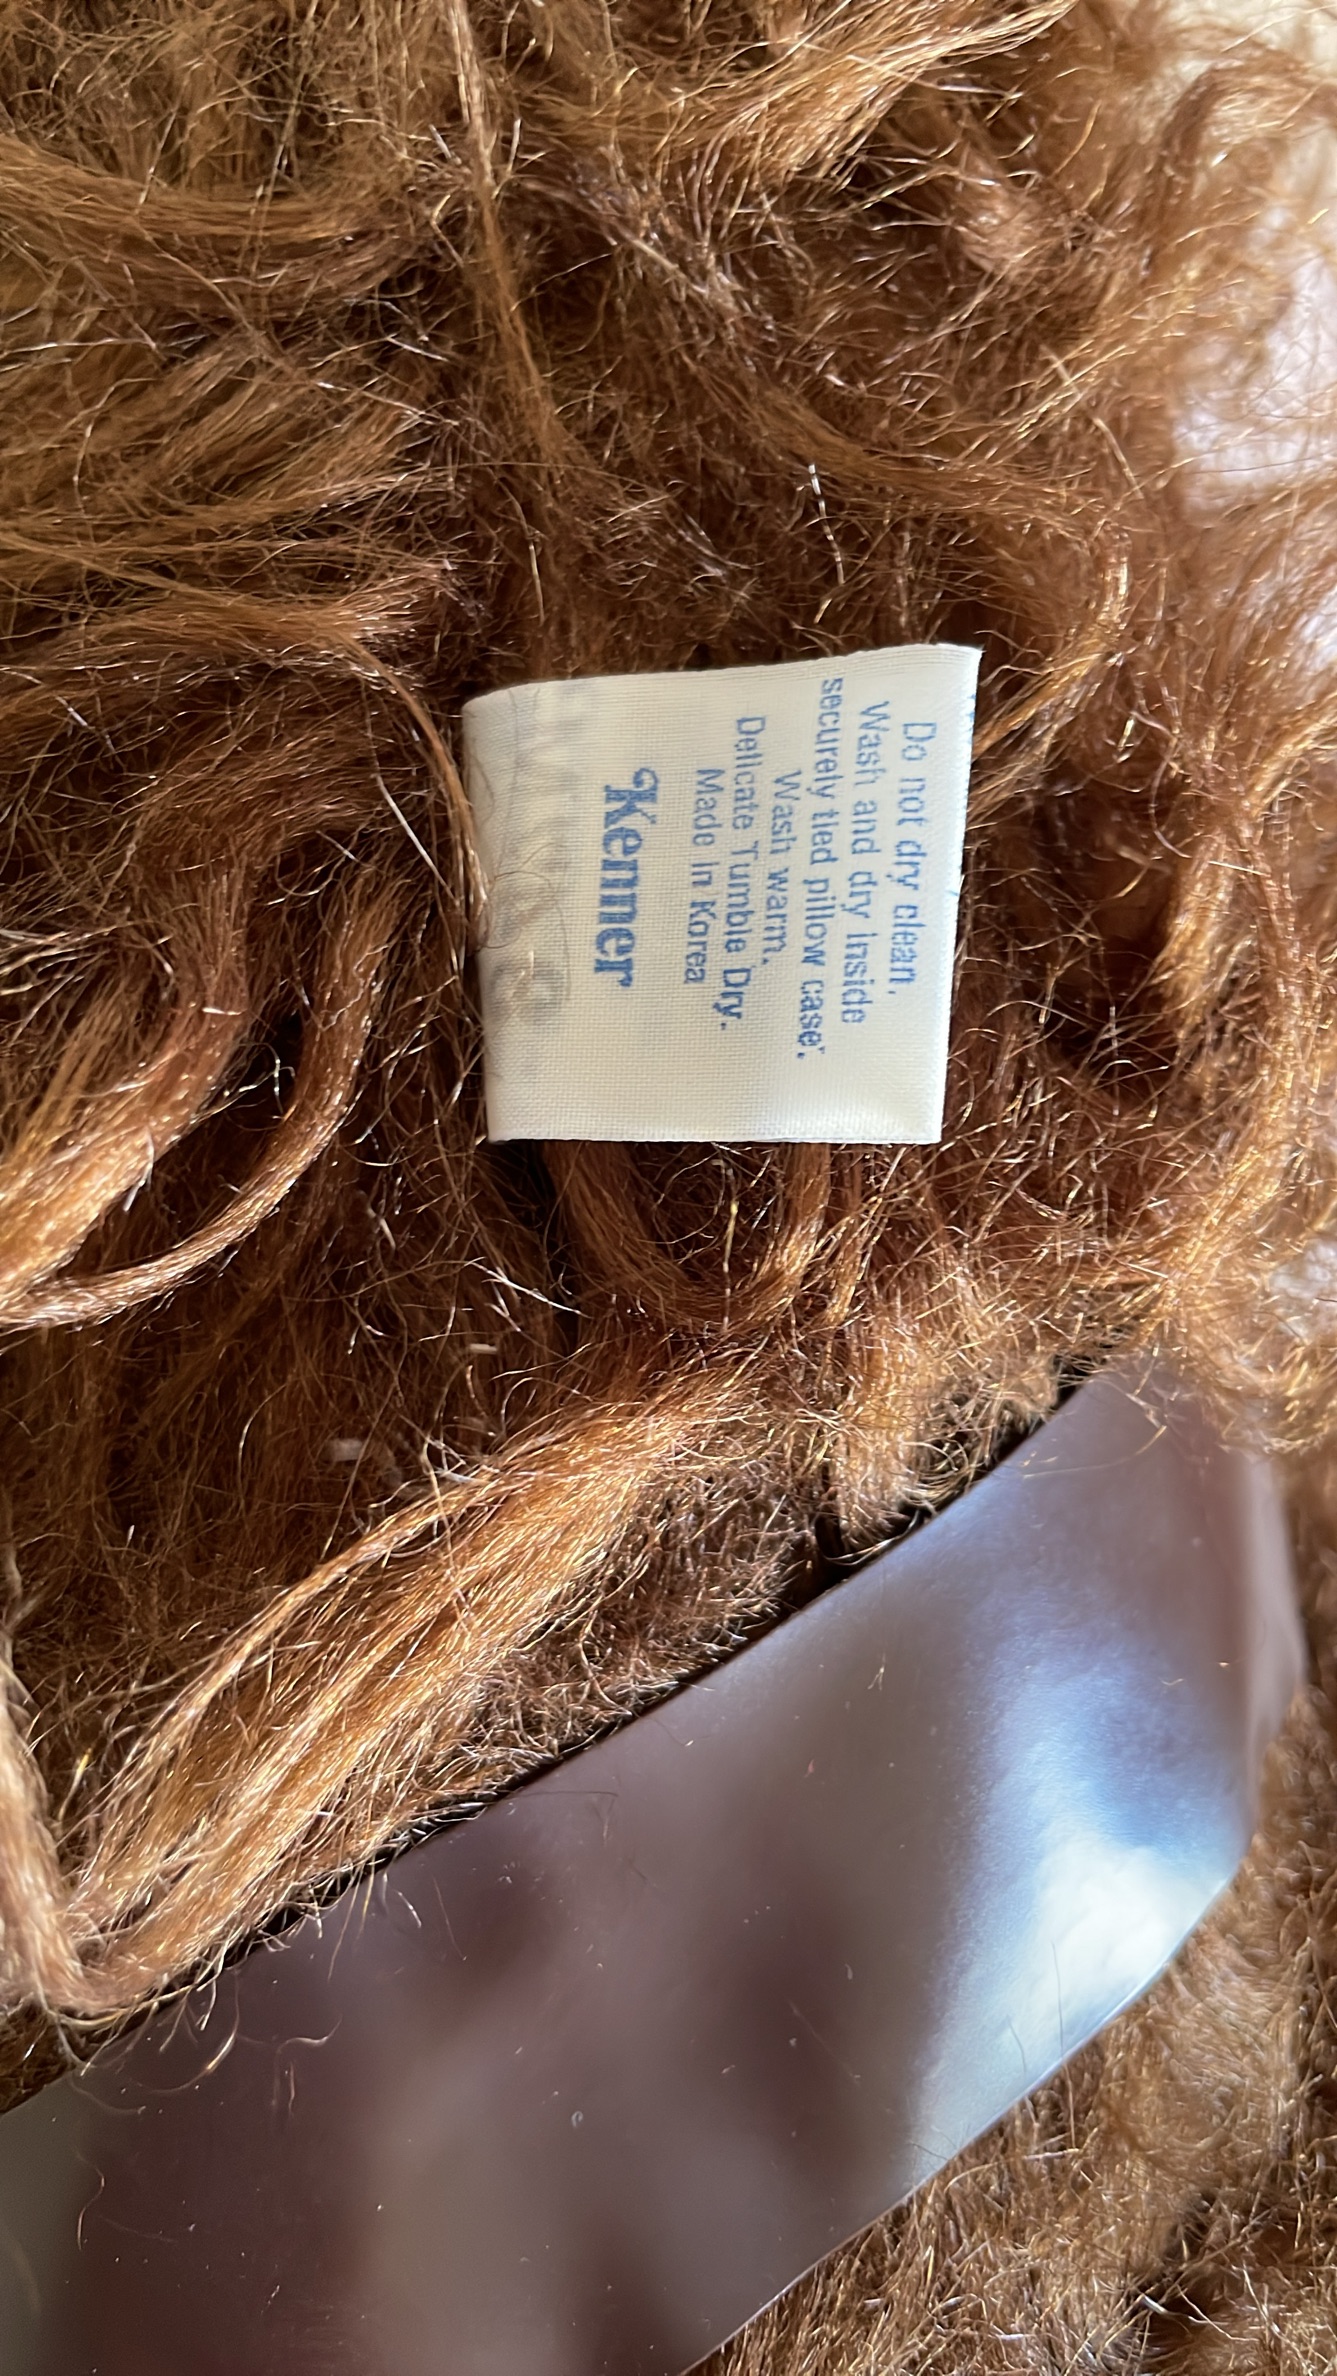 Do not dry clean.
Wash and dry inside
securely tied pillow case.
Wash warm.
Delicate Tumble Dry.
Made in Korea
Kenner